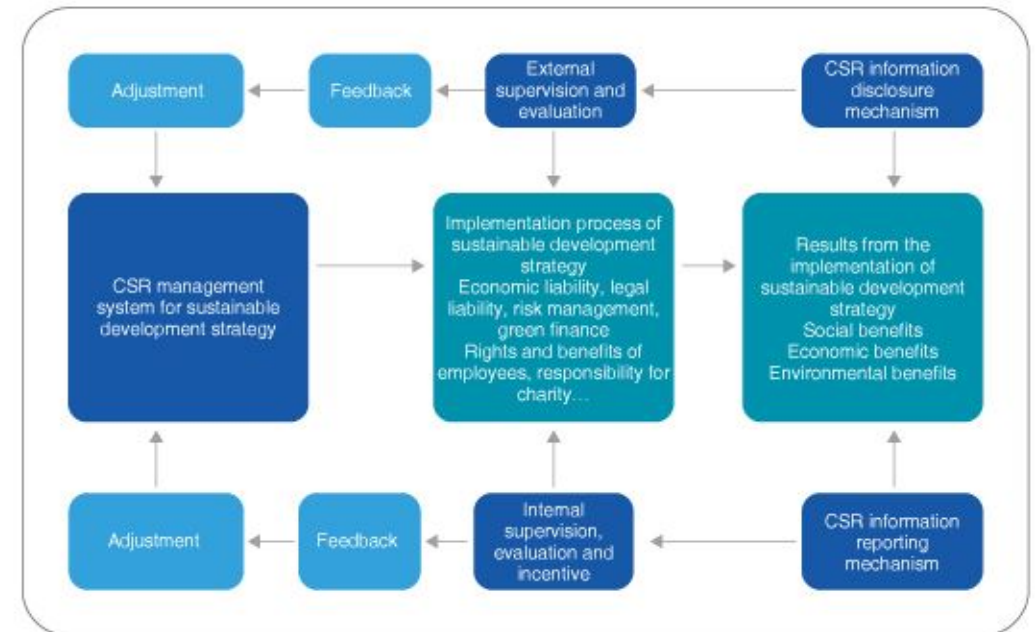 Adjustment
Feedback
External
supervision and
evaluation
CSR information
disclosure
mechanism
CSR management
system for sustainable
development strategy
Implementation process of
sustainable development
strategy
Economic liability, legal
liability, risk management,
green finance
Rights and benefits of
employees, responsibility for
charity...
Results from the
implementation of
sustainable development
strategy
Social benefits
Economic benefits
Environmental benefits
Adjustment
Feedback
Internal
supervision,
evaluation and
incentive
CSR information
reporting
mechanism